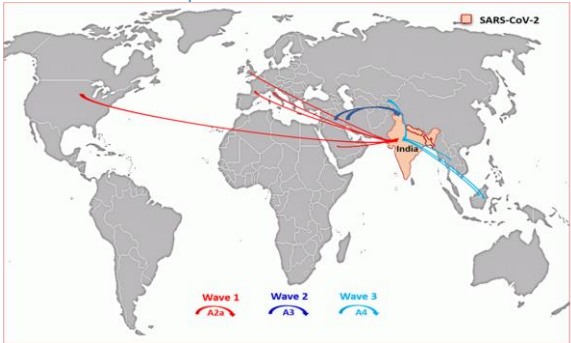 SARS-CoV-2
India
Wave 1 Wave 2 Wave 3
A2a A3 A4